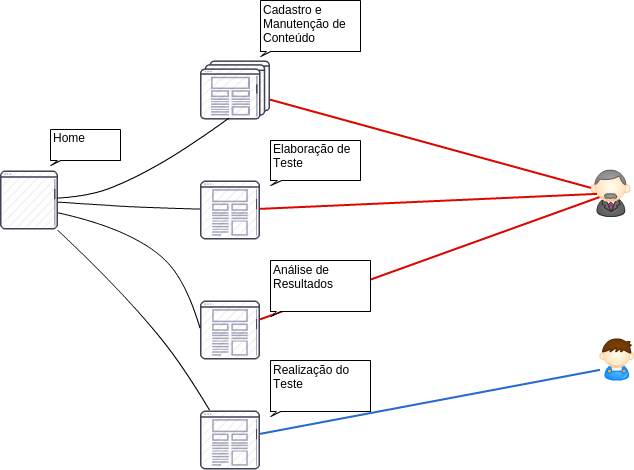 Cadastro e
Manutenção de
Conteúdo
Home
Elaboração de
Teste
Análise de
Resultados
Realização do
Teste